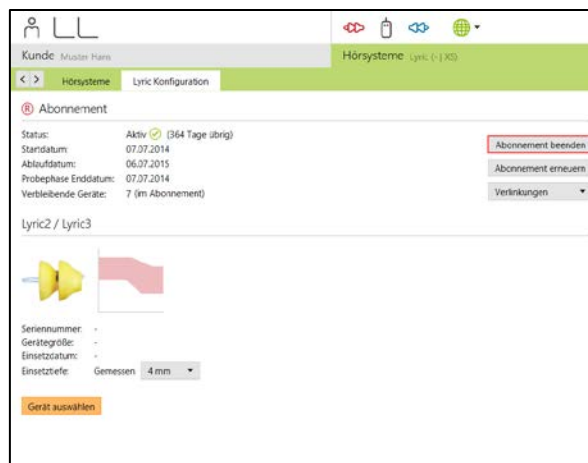 Kunde Muster Hans
Hörsysteme Lyric (- | XS)
Hörsysteme
Lyric Konfiguration
R Abonnement
Status: Aktiv (364 Tage übrig)
Startdatum: 07.07.2014
Ablaufdatum: 06.07.2015
Probephase Enddatum: 07.07.2014
Verbleibende Geräte: 7 (im Abonnement)
Abonnement beenden
Abonnement erneuern
Verlinkungen
Lyric2 / Lyric3
Seriennummer: -
Gerätegröße: -
Einsetzdatum: -
Einsetztiefe: Gemessen 4 mm
Gerät auswählen